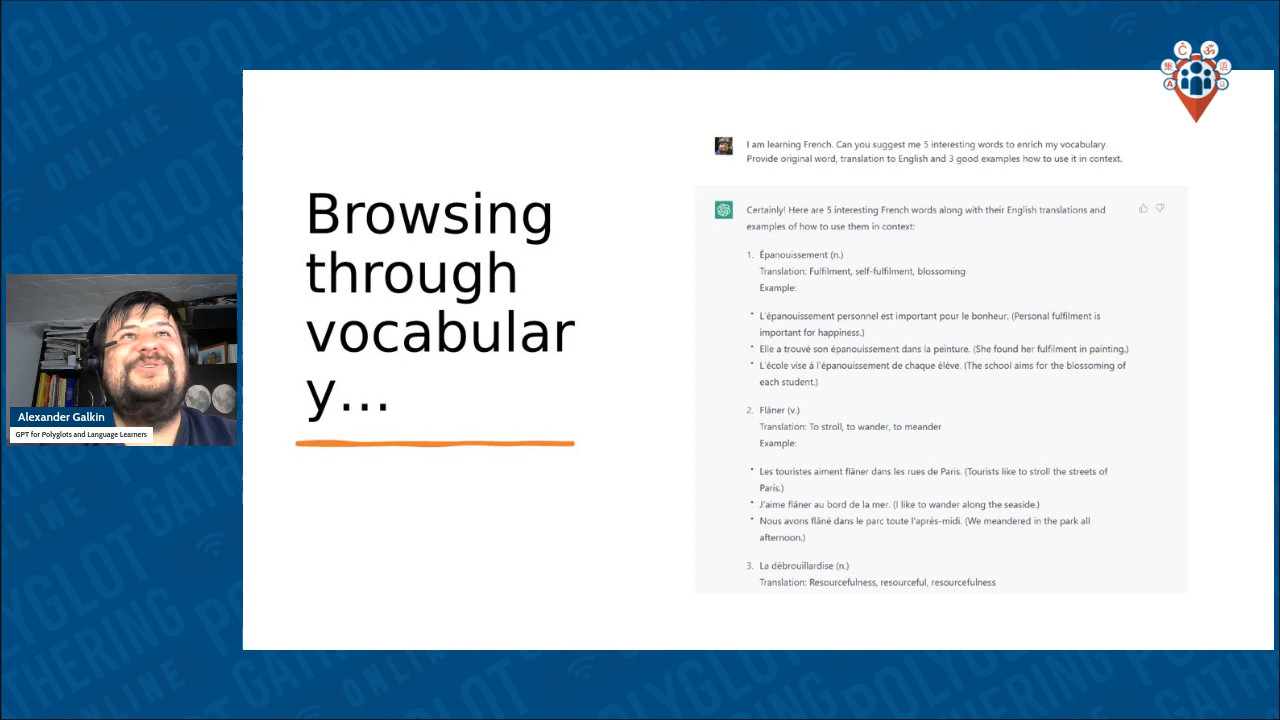 POLYGLOT
GATHERING
ONLINE
Ĉ
ॐ
集
语
A
Browsing
through
vocabular
y...
I am learning French. Can you suggest me 5 interesting words to enrich my vocabulary.
Provide original word, translation to English and 3 good examples how to use it in context.
Certainly! Here are 5 interesting French words along with their English translations and
examples of how to use them in context:
1. Épanouissement (n.)
Translation: Fulfilment, self-fulfilment, blossoming
Example:
• L'épanouissement personnel est important pour le bonheur. (Personal fulfilment is
important for happiness.)
• Elle a trouvé son épanouissement dans la peinture. (She found her fulfilment in painting.)
• L'école vise à l'épanouissement de chaque élève. (The school aims for the blossoming of
each student.)
2. Flâner (v.)
Translation: To stroll, to wander, to meander
Example:
• Les touristes aiment flâner dans les rues de Paris. (Tourists like to stroll the streets of
Paris.)
• J'aime flâner au bord de la mer. (I like to wander along the seaside.)
• Nous avons flâné dans le parc toute l'après-midi. (We meandered in the park all
afternoon.)
3. La débrouillardise (n.)
Translation: Resourcefulness, resourceful, resourcefulness
Alexander Galkin
GPT for Polyglots and Language Learners